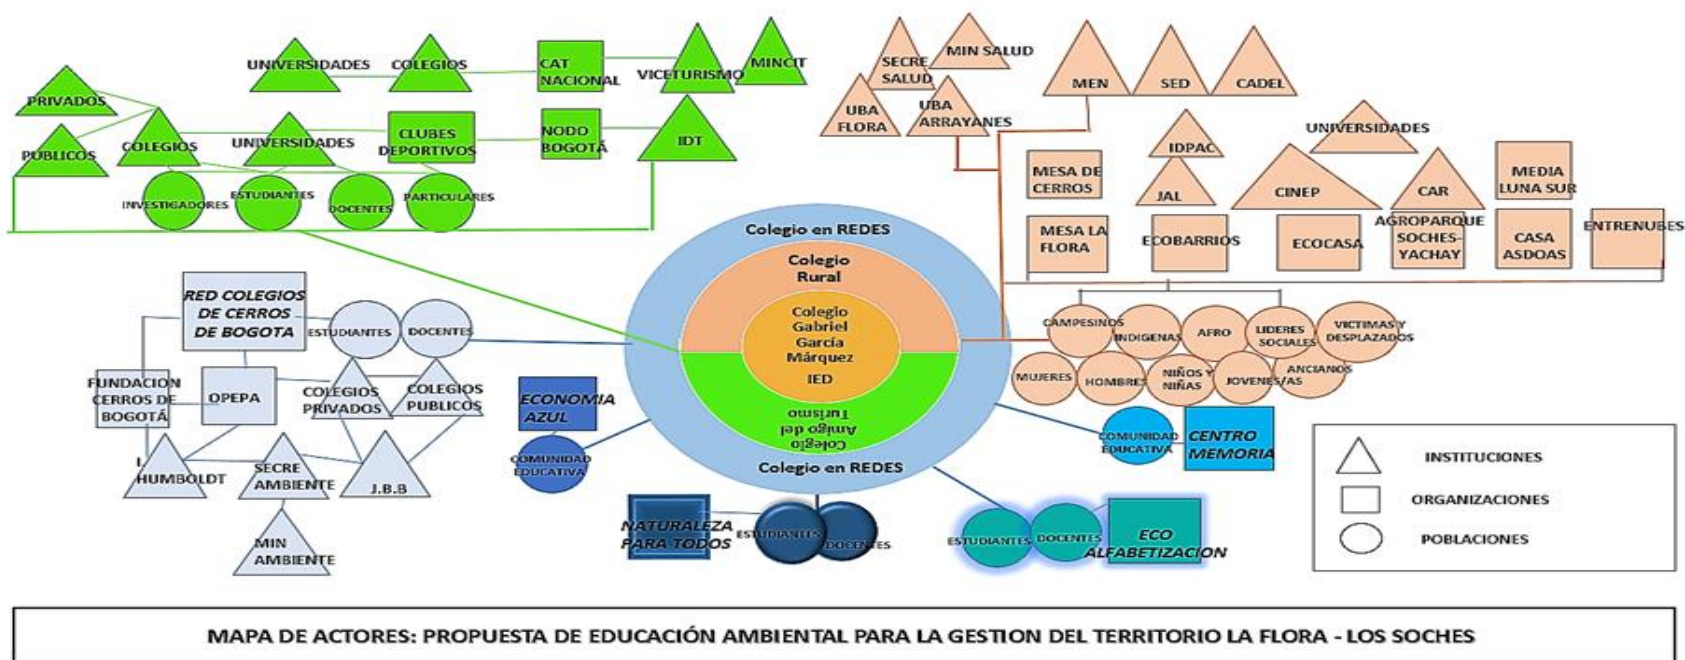 UNIVERSIDADES
COLEGIOS
CAT
NACIONAL
VICETURISMO
MINCIT
PRIVADOS
PUBLICOS
COLEGIOS
UNIVERSIDADES
CLUBES
DEPORTIVOS
NODO
BOGOTÁ
IDT
INVESTIGADORES
ESTUDIANTES
DOCENTES
PARTICULARES
SECRE
SALUD
MIN SALUD
UBA
FLORA
UBA
ARRAYANES
MEN
SED
CADEL
IDPAC
UNIVERSIDADES
MESA DE
CERROS
JAL
CINEP
CAR
MEDIA
LUNA SUR
MESA LA
FLORA
ECOBARRIOS
ECOCASA
AGROPARQUE
SOCHES-
YACHAY
CASA
ASDOAS
ENTRENUBES
Colegio en REDES
Colegio
Rural
Colegio
Gabriel
García
Márquez
IED
Colegio
Amigo del
Turismo
Colegio en REDES
RED COLEGIOS
DE CERROS
DE BOGOTA
ESTUDIANTES
DOCENTES
FUNDACION
CERROS DE
BOGOTÁ
OPEPA
COLEGIOS
PRIVADOS
COLEGIOS
PUBLICOS
I.
HUMBOLDT
SECRE
AMBIENTE
J.B.B
MIN
AMBIENTE
ECONOMIA
AZUL
COMUNIDAD
EDUCATIVA
NATURALEZA
PARA TODOS
ESTUDIANTES
DOCENTES
ESTUDIANTES
DOCENTES
ECO
ALFABETIZACION
COMUNIDAD
EDUCATIVA
CENTRO
MEMORIA
CAMPESINOS
INDIGENAS
AFRO
LIDERES
SOCIALES
VICTIMAS Y
DESPLAZADOS
MUJERES
HOMBRES
NIÑOS Y
NIÑAS
JOVENES/AS
ANCIANOS
INSTITUCIONES
ORGANIZACIONES
POBLACIONES
MAPA DE ACTORES: PROPUESTA DE EDUCACIÓN AMBIENTAL PARA LA GESTION DEL TERRITORIO LA FLORA - LOS SOCHES